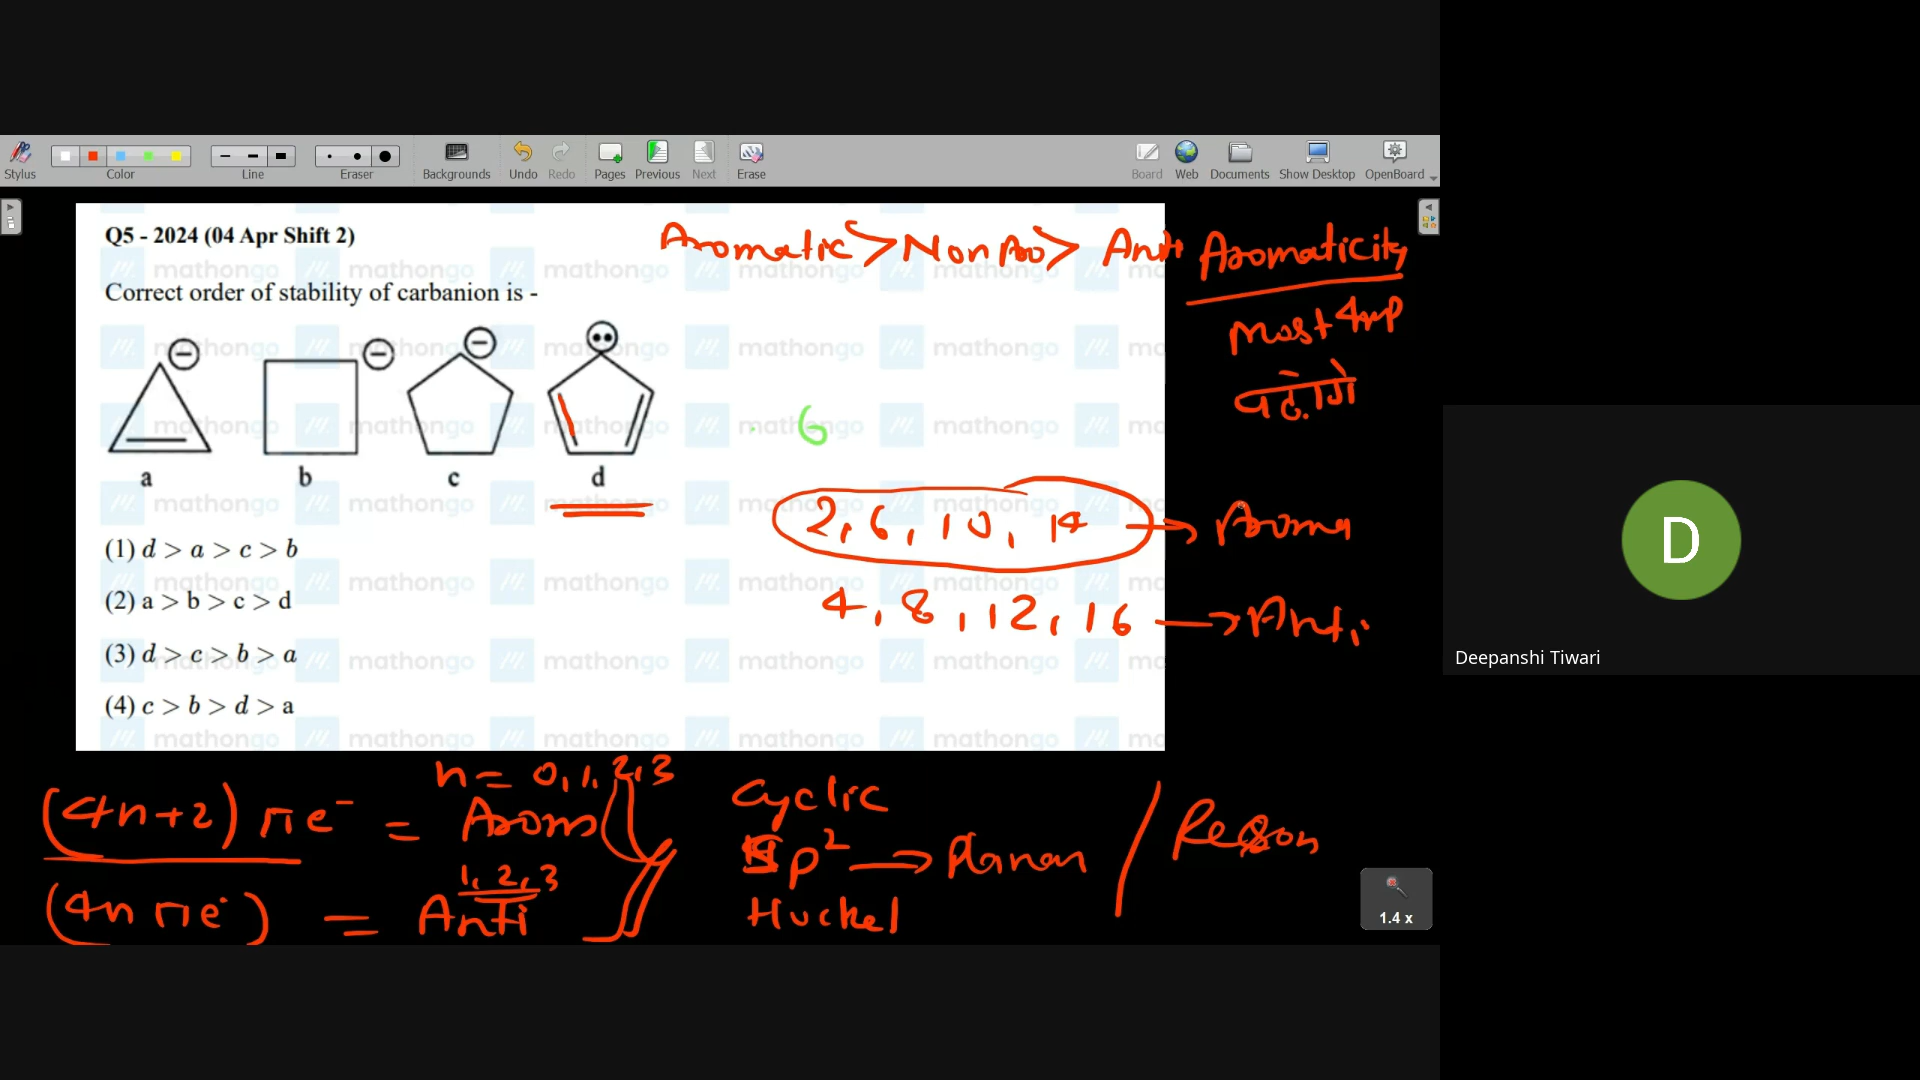 Stylus
Color
Line
Eraser
Backgrounds
Undo
Redo
Pages
Previous
Next
Erase
Board
Web
Documents
Show Desktop
OpenBoard
Q5 - 2024 (04 Apr Shift 2)
Aromatic > Non Aro > Anti
Aromaticity
Most Imp
Correct order of stability of carbanion is -
a
b
c
d
6
2, 6, 10, 14 → Aroma
4, 8, 12, 16 → Anti
(1) d > a > c > b
(2) a > b > c > d
(3) d > c > b > a
(4) c > b > d > a
n = 0, 1, 2, 3
(4n+2) πe⁻ = Arom
1, 2, 3
(4n πe⁻) = Anti
Cyclic
Sp² → Planar
Huckel
Reson
1.4 x
D
Deepanshi Tiwari
mathongo